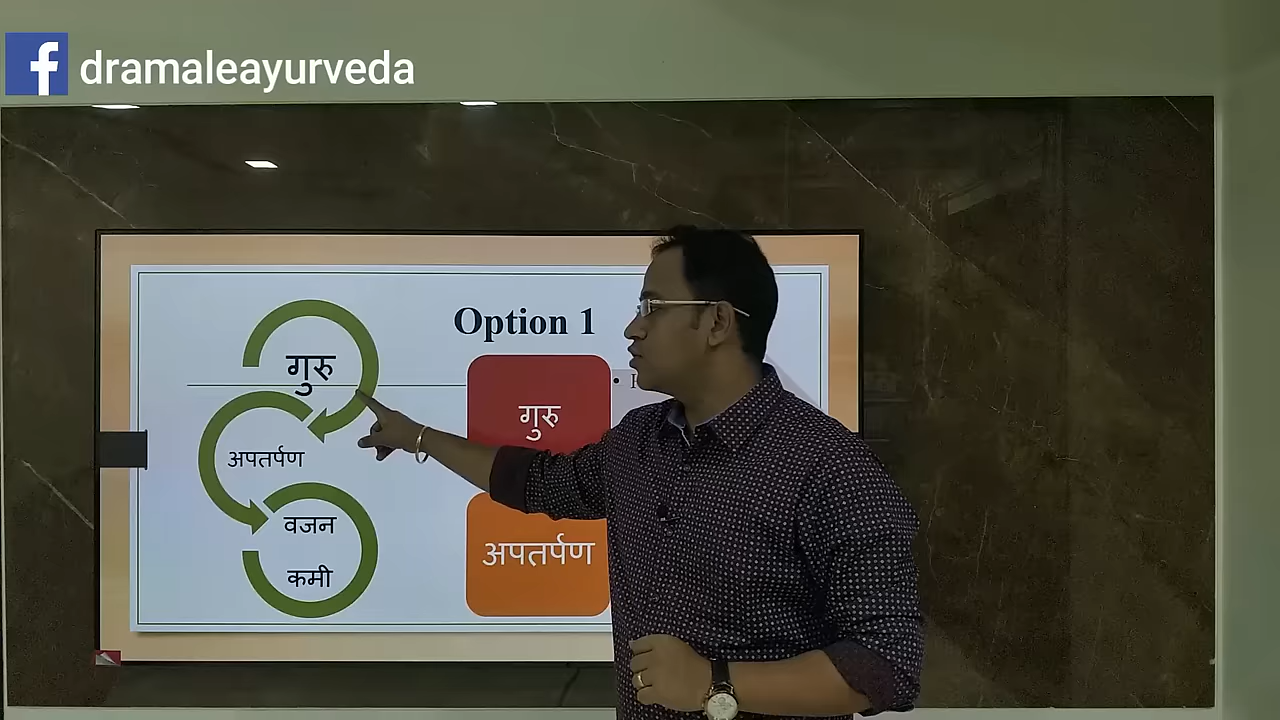 dramaleayurveda
Option 1
गुरु
अपतर्पण
वजन
कमी
गुरु
अपतर्पण